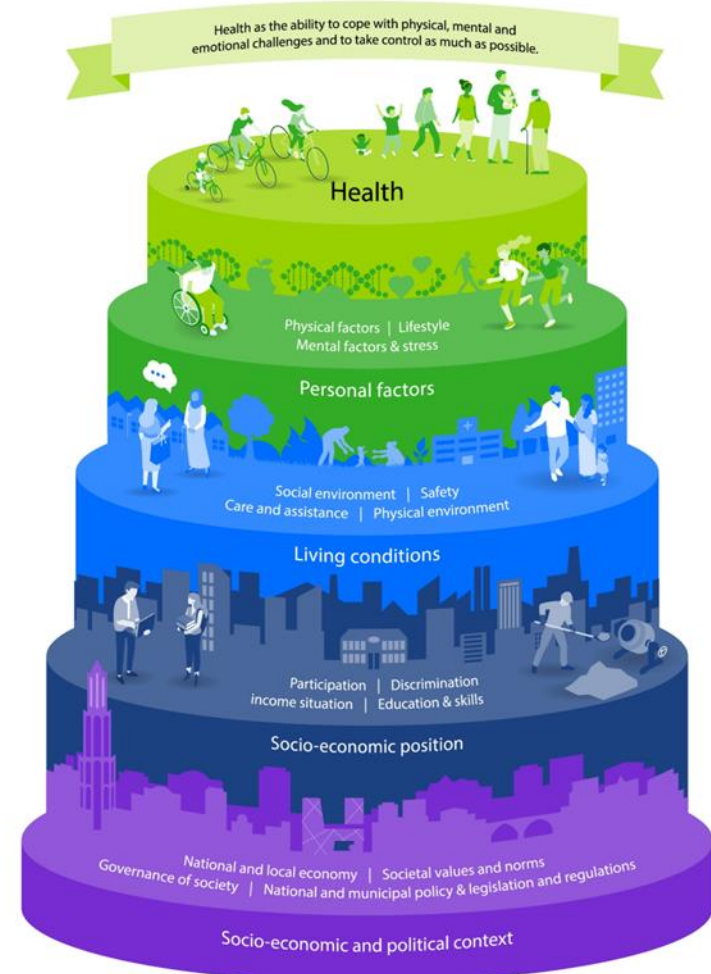 Health as the ability to cope with physical, mental and
emotional challenges and to take control as much as possible.
Health
Physical factors | Lifestyle
Mental factors & stress
Personal factors
Social environment | Safety
Care and assistance | Physical environment
Living conditions
Participation | Discrimination
income situation | Education & skills
Socio-economic position
National and local economy | Societal values and norms
Governance of society | National and municipal policy & legislation and regulations
Socio-economic and political context